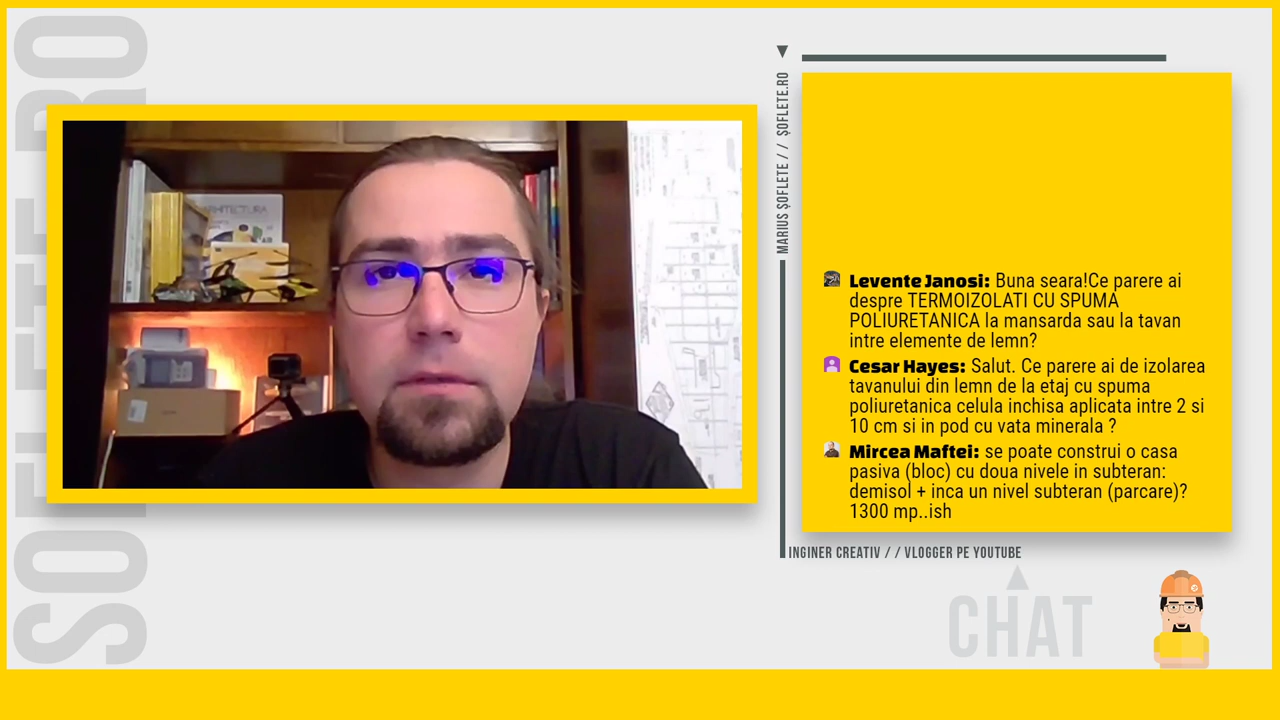 SOFLETE.RO
ARHITECTURA
MARIUS ȘOFLETE // ȘOFLETE.RO
Levente Janosi: Buna seara!Ce parere ai
despre TERMOIZOLATI CU SPUMA
POLIURETANICA la mansarda sau la tavan
intre elemente de lemn?
Cesar Hayes: Salut. Ce parere ai de izolarea
tavanului din lemn de la etaj cu spuma
poliuretanica celula inchisa aplicata intre 2 si
10 cm si in pod cu vata minerala ?
Mircea Maftei: se poate construi o casa
pasiva (bloc) cu doua nivele in subteran:
demisol + inca un nivel subteran (parcare)?
1300 mp..ish
INGINER CREATIV // VLOGGER PE YOUTUBE
CHAT